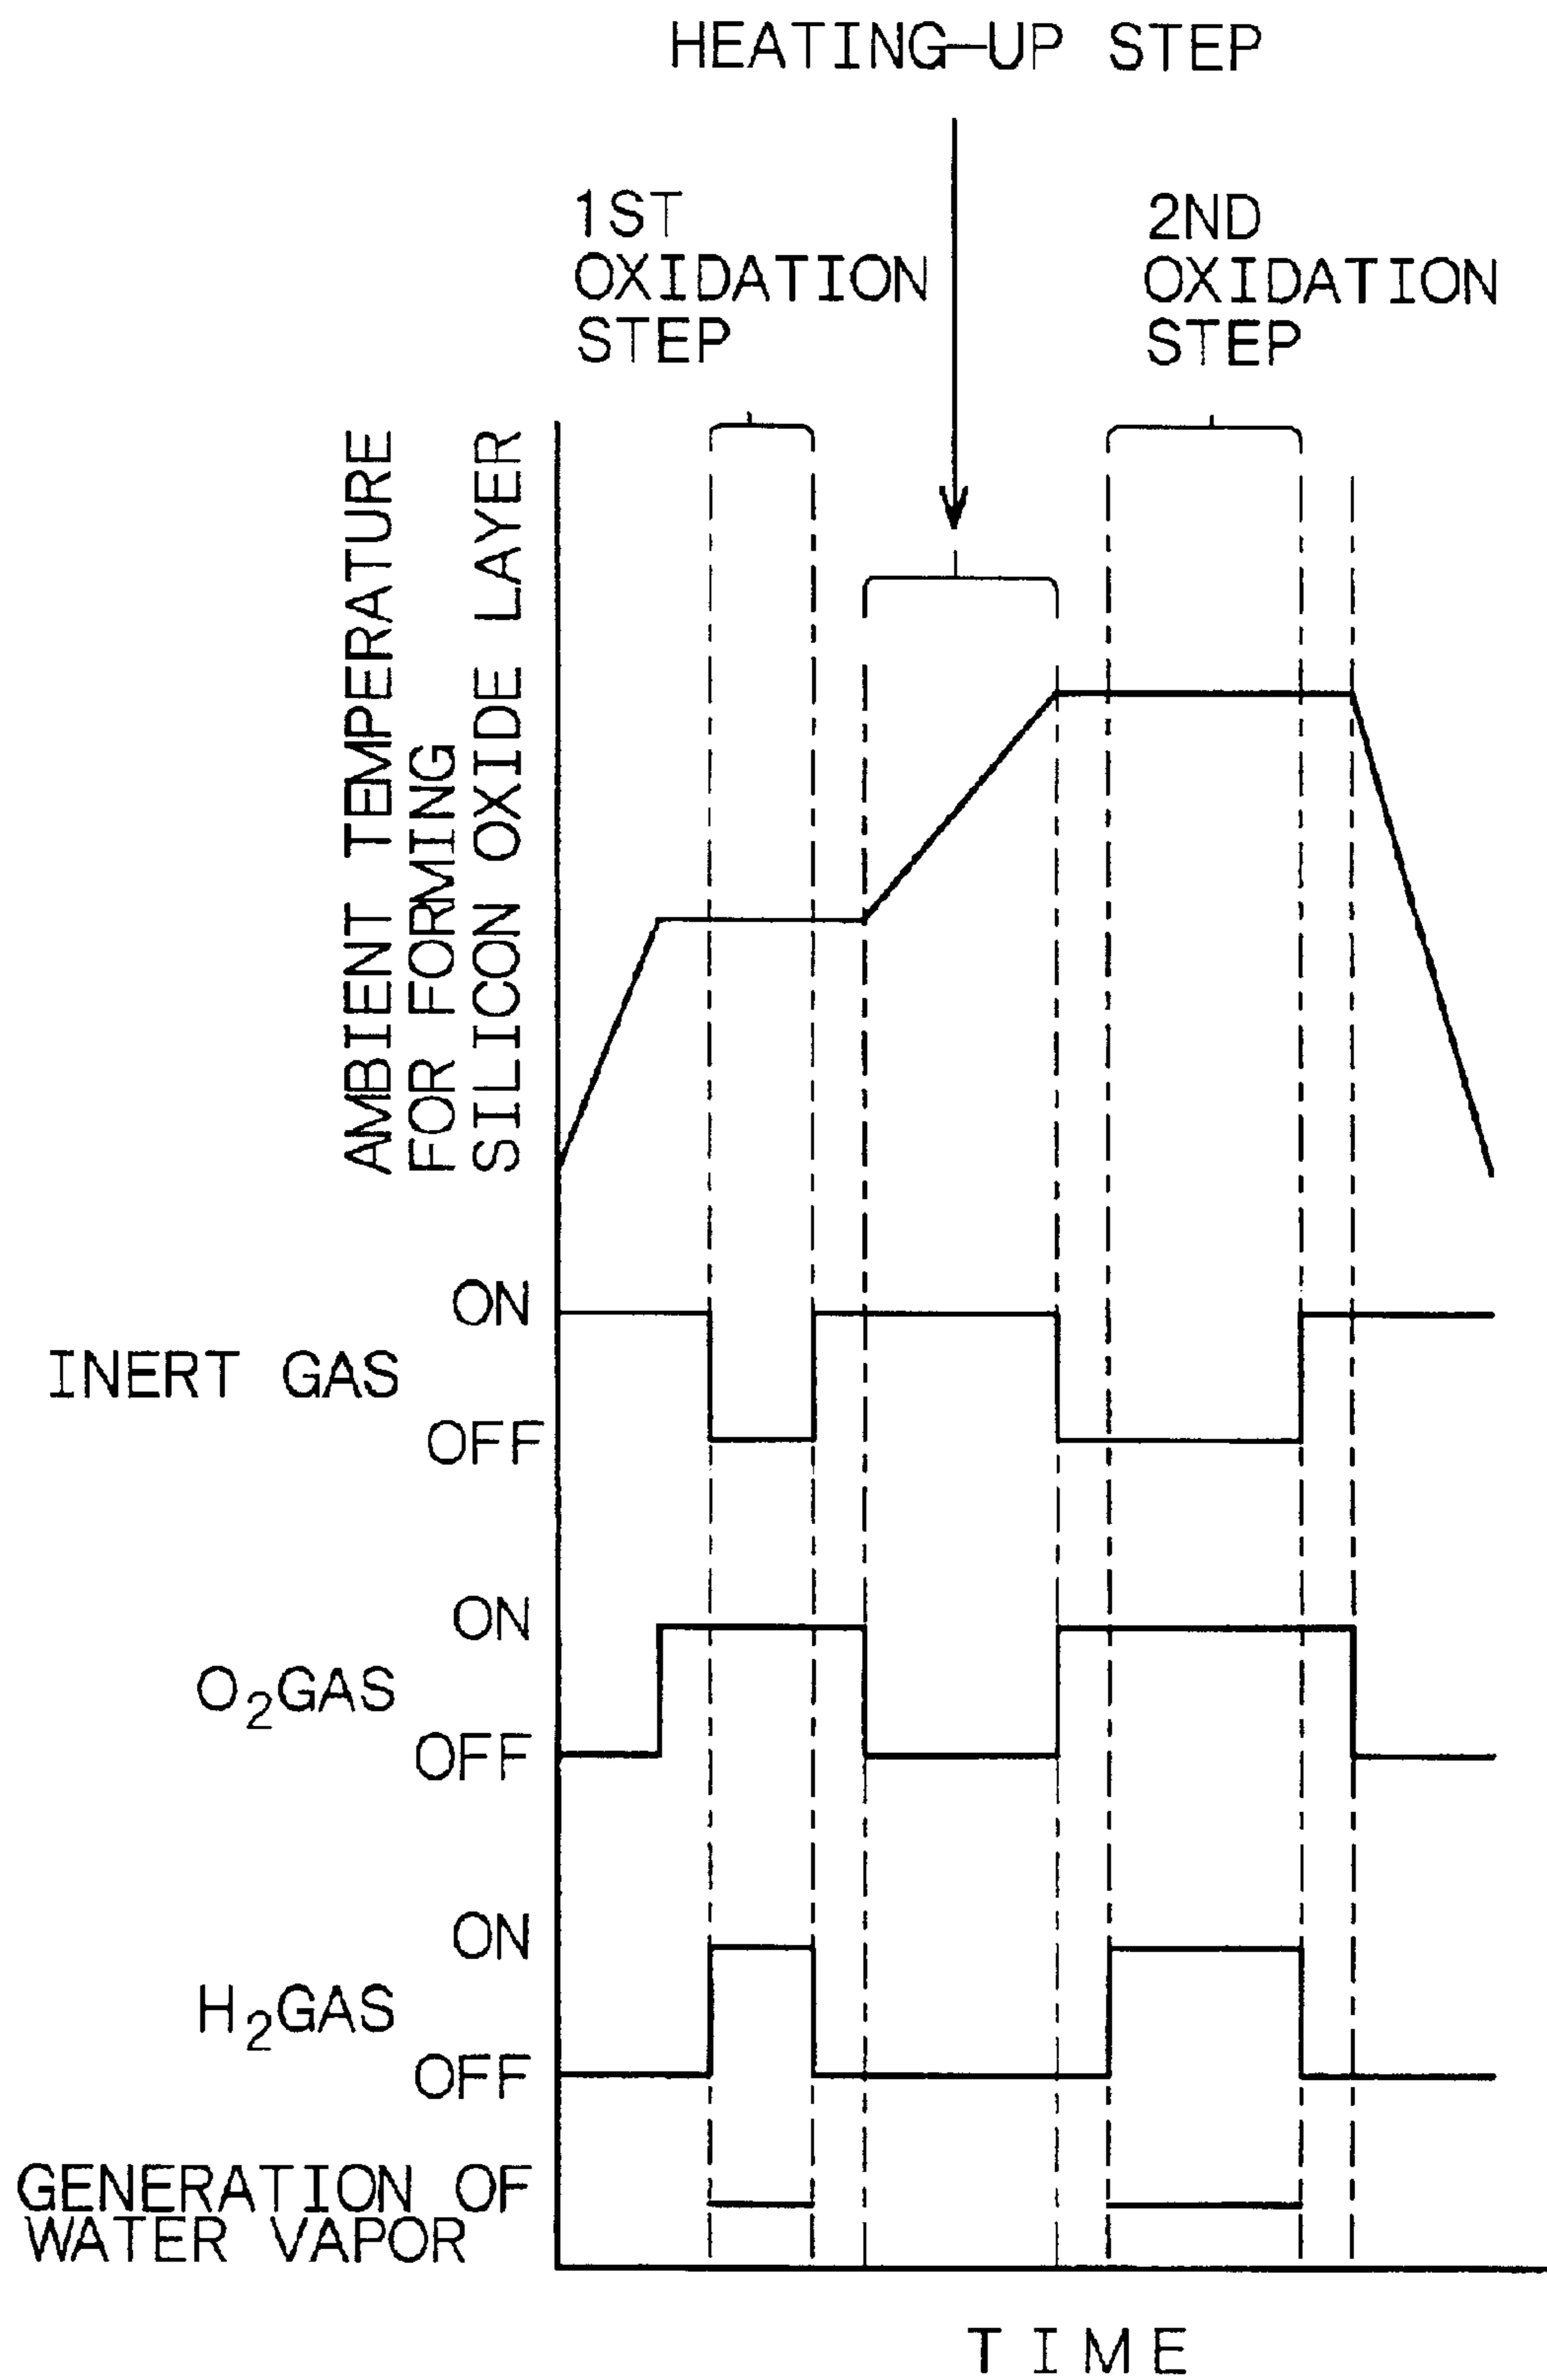 HEATING-UP STEP
1ST
OXIDATION
STEP
2ND
OXIDATION
STEP
AMBIENT TEMPERATURE
FOR FORMING
SILICON OXIDE LAYER
ON
INERT GAS
OFF
ON
O₂GAS
OFF
ON
H₂GAS
OFF
GENERATION OF
WATER VAPOR
TIME